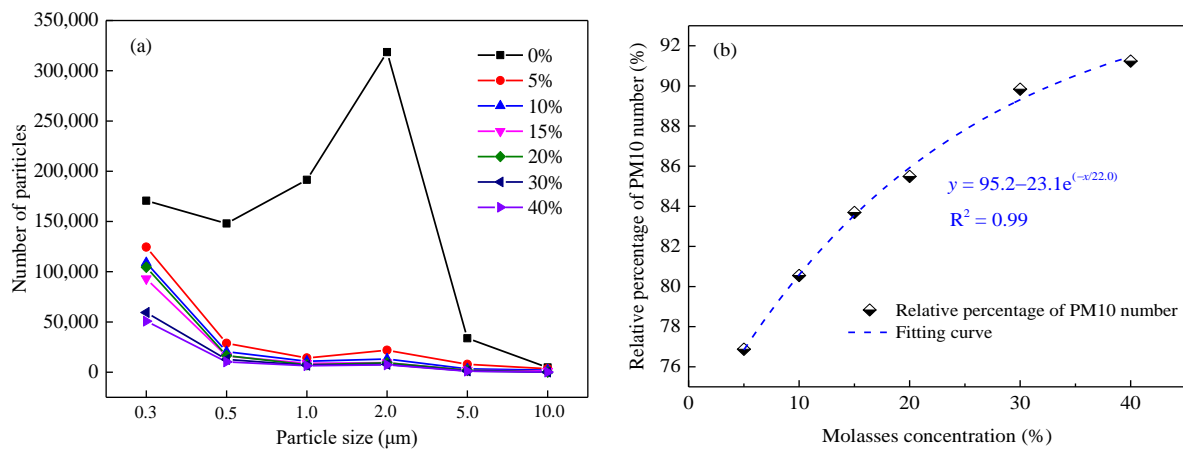 (a)
350,000
300,000
250,000
200,000
150,000
100,000
50,000
0
Number of pariticles
0%
5%
10%
15%
20%
30%
40%
0.3 0.5 1.0 2.0 5.0 10.0
Particle size (μm)
(b)
92
90
88
86
84
82
80
78
76
Relative percentage of PM10 number (%)
y = 95.2−23.1e^(−x/22.0)
R² = 0.99
Relative percentage of PM10 number
Fitting curve
0 10 20 30 40
Molasses concentration (%)